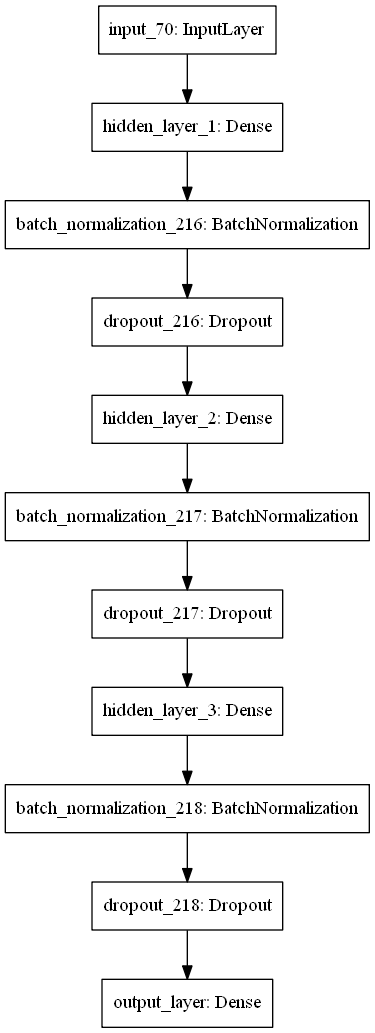 input_70: InputLayer
hidden_layer_1: Dense
batch_normalization_216: BatchNormalization
dropout_216: Dropout
hidden_layer_2: Dense
batch_normalization_217: BatchNormalization
dropout_217: Dropout
hidden_layer_3: Dense
batch_normalization_218: BatchNormalization
dropout_218: Dropout
output_layer: Dense